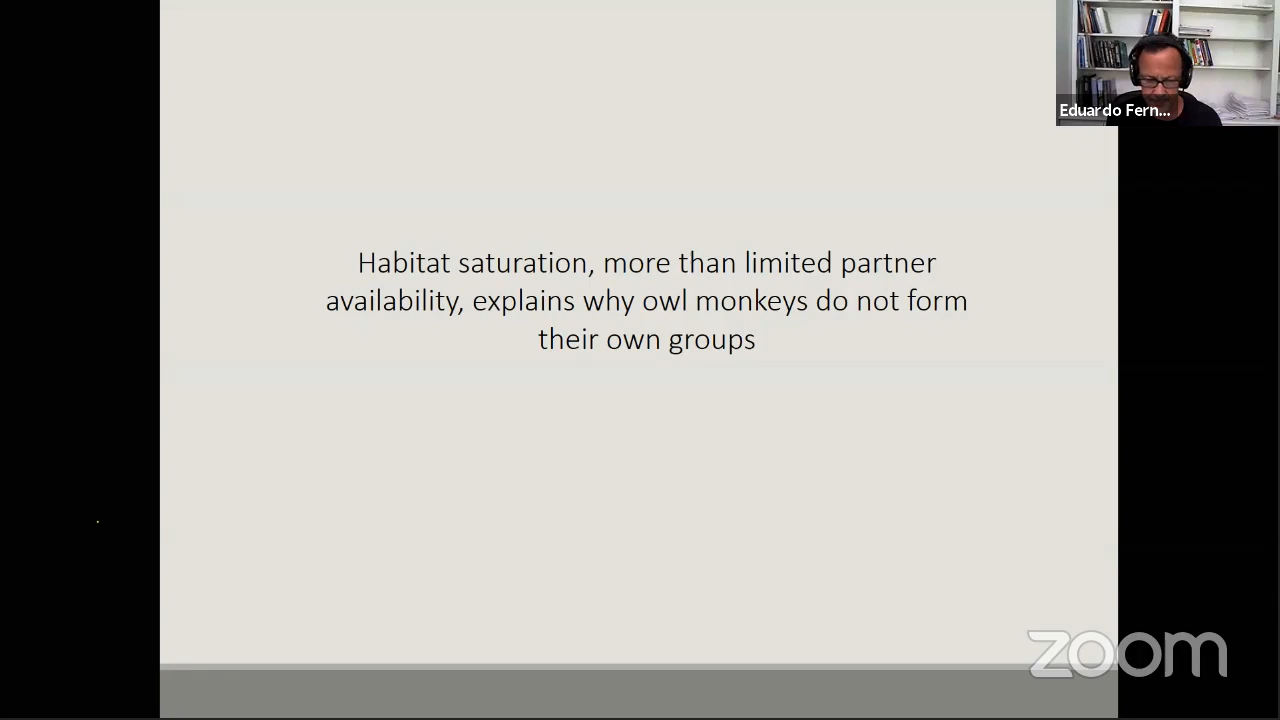 Eduardo Fern...
Habitat saturation, more than limited partner
availability, explains why owl monkeys do not form
their own groups
zoom